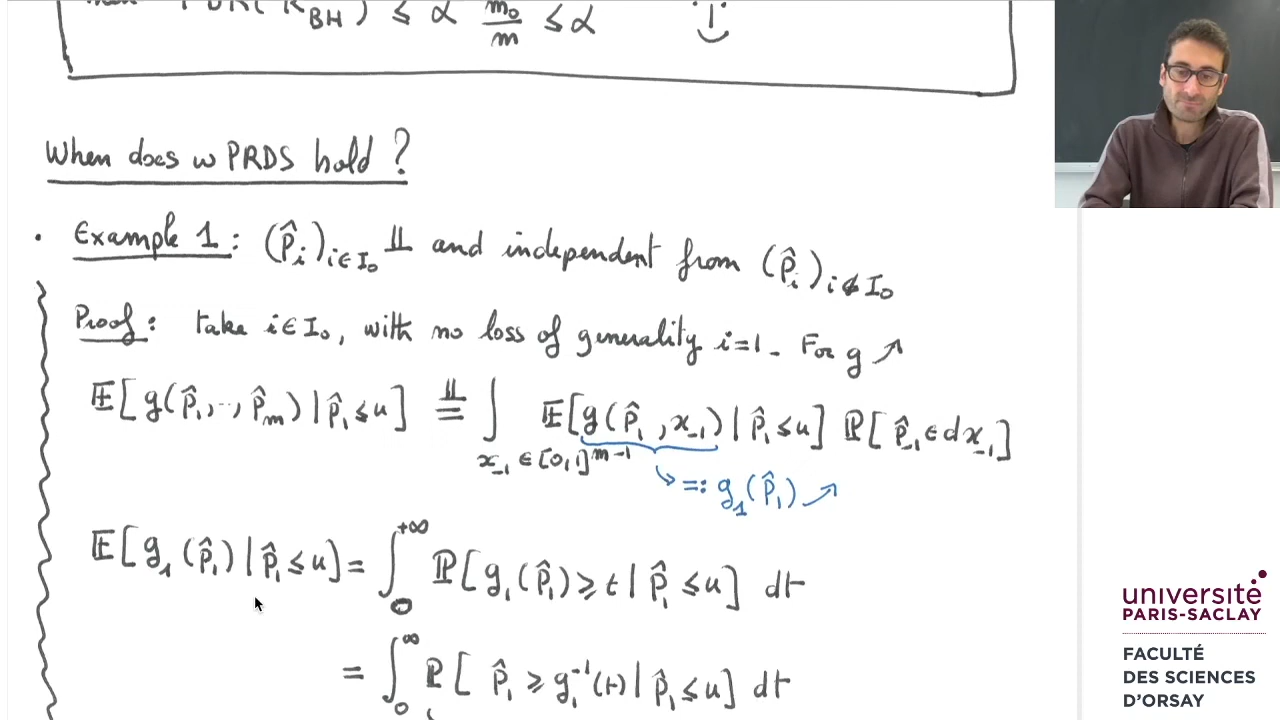 FDR(R_BH) ≤ α m₀/m ≤ α
When does wPRDS hold ?
. Example 1 : (p̂ᵢ)_{i∈I₀} ⫫ and independent from (p̂ᵢ)_{i∉I₀}
Proof : take i∈I₀, with no loss of generality i=1 - For g ↗
𝔼[g(p̂₁,··,p̂ₘ) | p̂₁≤u] ⫫= ∫_{x₋₁∈[0,1]^{m-1}} 𝔼[g(p̂₁,x₋₁) | p̂₁≤u] ℙ[p̂₋₁∈dx₋₁]
↳ =: g₁(p̂₁) ↗
𝔼[g₁(p̂₁) | p̂₁≤u] = ∫₀^{+∞} ℙ[g₁(p̂₁)≥t | p̂₁≤u] dt
= ∫₀^∞ ℙ[p̂₁≥g₁⁻¹(t) | p̂₁≤u] dt
université
PARIS-SACLAY
FACULTÉ
DES SCIENCES
D'ORSAY